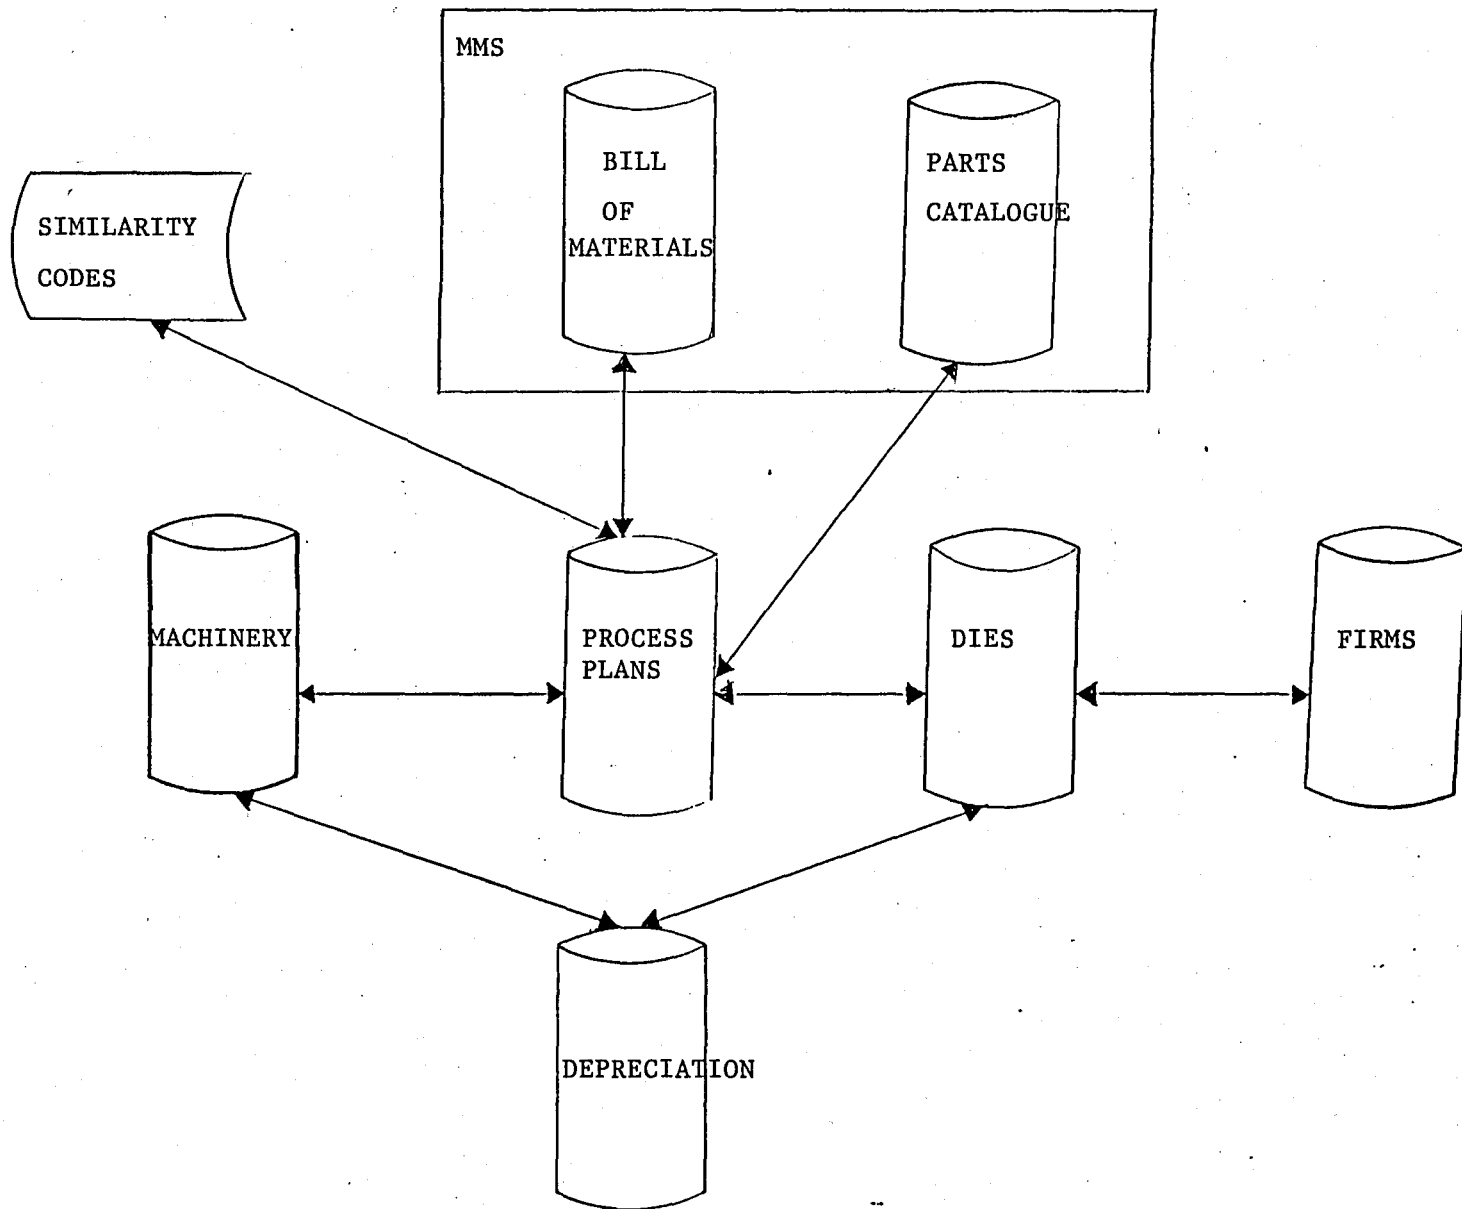 MMS
BILL
OF
MATERIALS
PARTS
CATALOGUE
SIMILARITY
CODES
MACHINERY
PROCESS
PLANS
DIES
FIRMS
DEPRECIATION